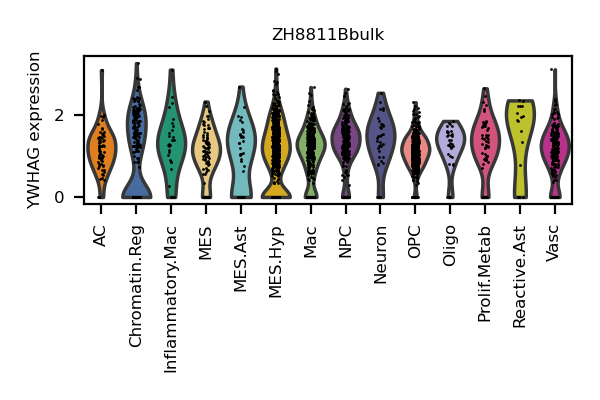 ZH8811Bbulk
YWHAG expression
2
0
AC
Chromatin.Reg
Inflammatory.Mac
MES
MES.Ast
MES.Hyp
Mac
NPC
Neuron
OPC
Oligo
Prolif.Metab
Reactive.Ast
Vasc